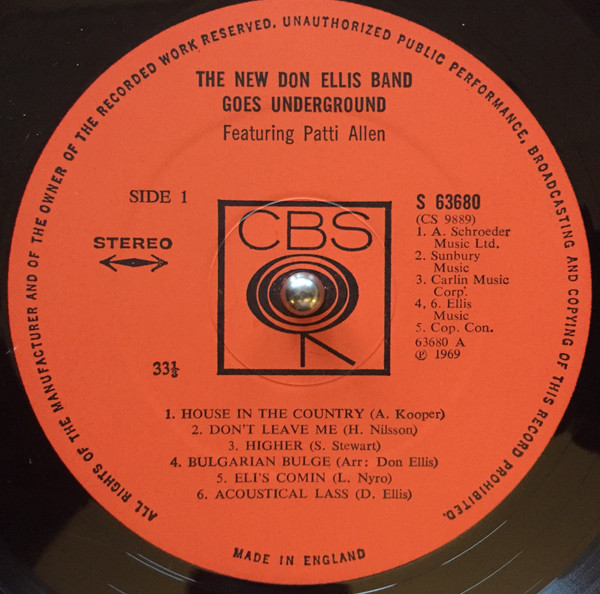 ALL RIGHTS OF THE MANUFACTURER AND OF THE OWNER OF THE RECORDED WORK RESERVED. UNAUTHORIZED PUBLIC PERFORMANCE, BROADCASTING AND COPYING OF THIS RECORD PROHIBITED.
THE NEW DON ELLIS BAND
GOES UNDERGROUND
Featuring Patti Allen
SIDE 1
STEREO
33⅓
CBS
S 63680
(CS 9889)
1. A. Schroeder
Music Ltd.
2. Sunbury
Music
3. Carlin Music
Corp.
4, 6. Ellis
Music
5. Cop. Con.
63680 A
℗ 1969
1. HOUSE IN THE COUNTRY (A. Kooper)
2. DON'T LEAVE ME (H. Nilsson)
3. HIGHER (S. Stewart)
4. BULGARIAN BULGE (Arr: Don Ellis)
5. ELI'S COMIN (L. Nyro)
6. ACOUSTICAL LASS (D. Ellis)
MADE IN ENGLAND